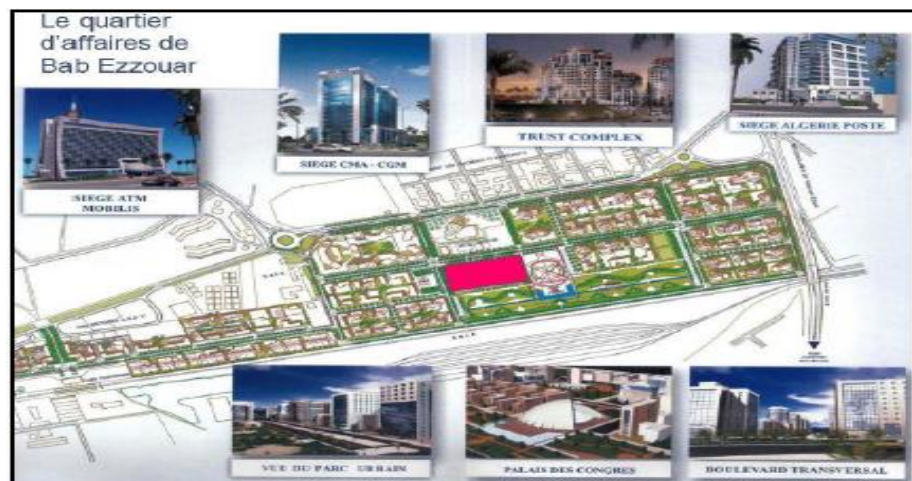 Le quartier
d'affaires de
Bab Ezzouar
SIEGE ATM
MOBILIS
SIEGE CMA - CGM
TRUST COMPLEX
SIEGE ALGERIE POSTE
VUE DU PARC URBAIN
PALAIS DES CONGRES
BOULEVARD TRANSVERSAL